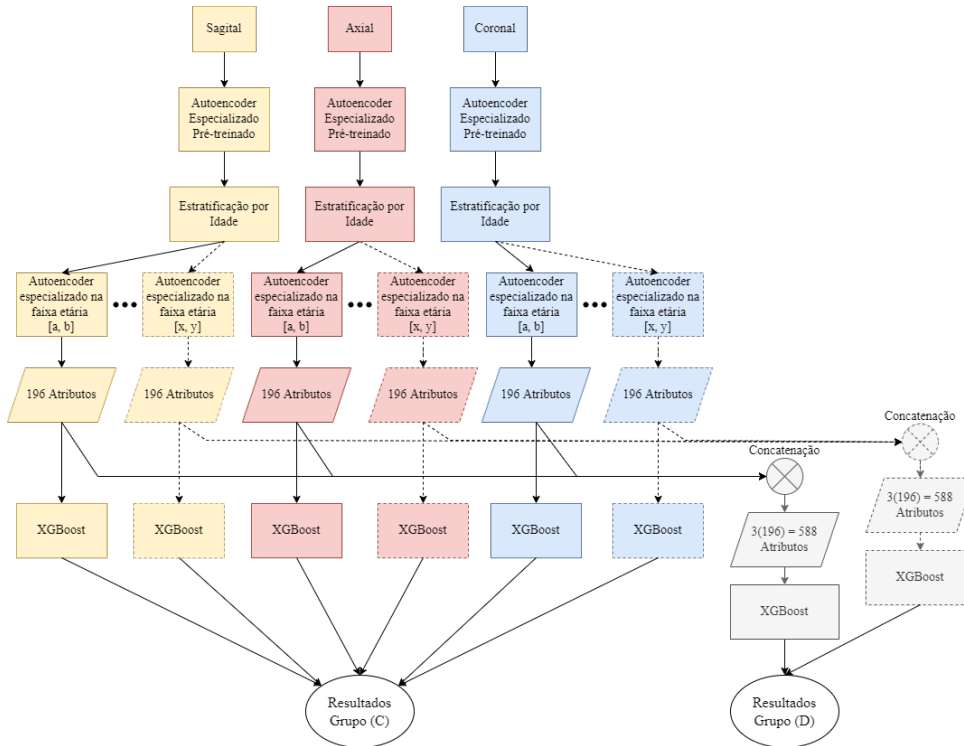 Sagital
Axial
Coronal
Autoencoder
Especializado
Pré-treinado
Autoencoder
Especializado
Pré-treinado
Autoencoder
Especializado
Pré-treinado
Estratificação por
Idade
Estratificação por
Idade
Estratificação por
Idade
Autoencoder
especializado na
faixa etária
[a, b]
Autoencoder
especializado na
faixa etária
[x, y]
Autoencoder
especializado na
faixa etária
[a, b]
Autoencoder
especializado na
faixa etária
[x, y]
Autoencoder
especializado na
faixa etária
[a, b]
Autoencoder
especializado na
faixa etária
[x, y]
196 Atributos
196 Atributos
196 Atributos
196 Atributos
196 Atributos
196 Atributos
Concatenação
Concatenação
3(196) = 588
Atributos
3(196) = 588
Atributos
XGBoost
XGBoost
XGBoost
XGBoost
XGBoost
XGBoost
XGBoost
XGBoost
Resultados
Grupo (C)
Resultados
Grupo (D)